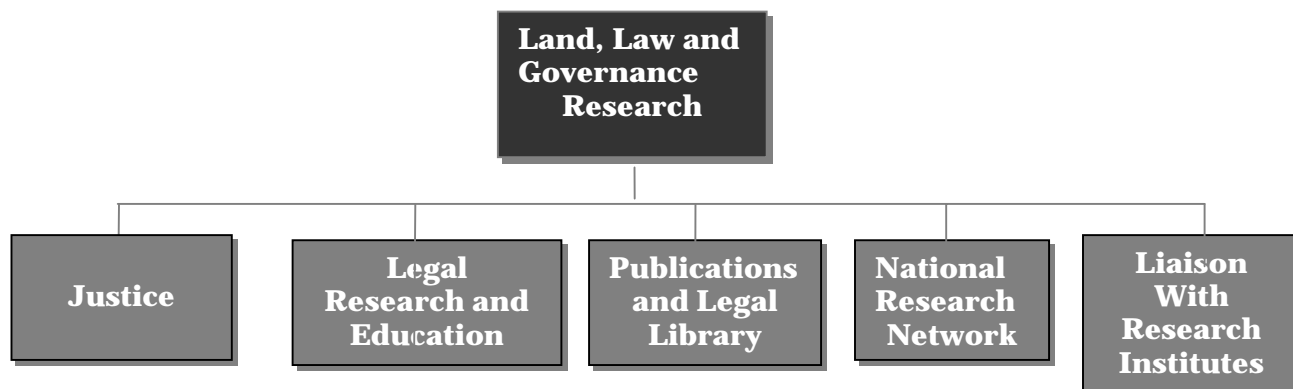 Land, Law and
Governance
Research
Justice
Legal
Research and
Education
Publications
and Legal
Library
National
Research
Network
Liaison
With
Research
Institutes